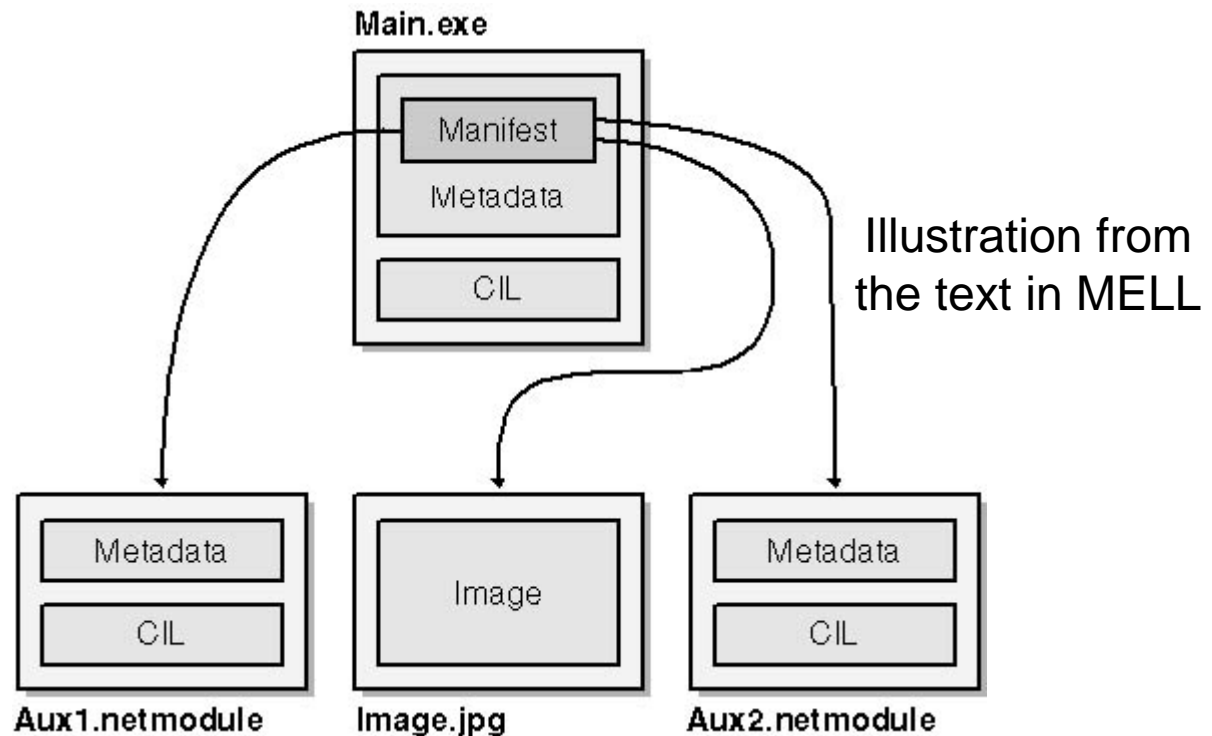 Main.exe
Manifest
Metadata
CIL
Illustration from
the text in MELL
Metadata
CIL
Aux1.netmodule
Image
Image.jpg
Metadata
CIL
Aux2.netmodule